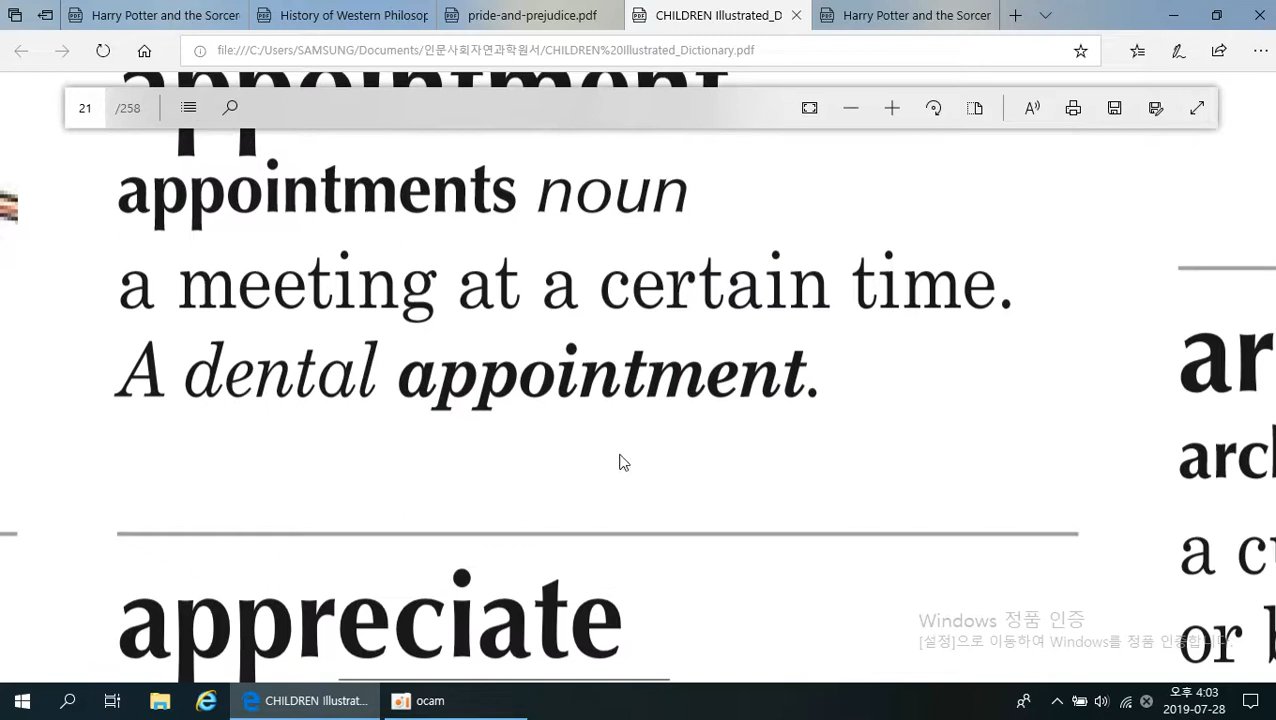 Harry Potter and the Sorcer
History of Western Philosop
pride-and-prejudice.pdf
CHILDREN Illustrated_D
Harry Potter and the Sorcer
file:///C:/Users/SAMSUNG/Documents/인문사회자연과학원서/CHILDREN%20Illustrated_Dictionary.pdf
appointment
21 /258
appointments noun
a meeting at a certain time.
A dental appointment.
appreciate
ar
arc
a c
or
Windows 정품 인증
[설정]으로 이동하여 Windows를 정품 인증합니다.
CHILDREN Illustrat...
ocam
오후 4:03
2019-07-28